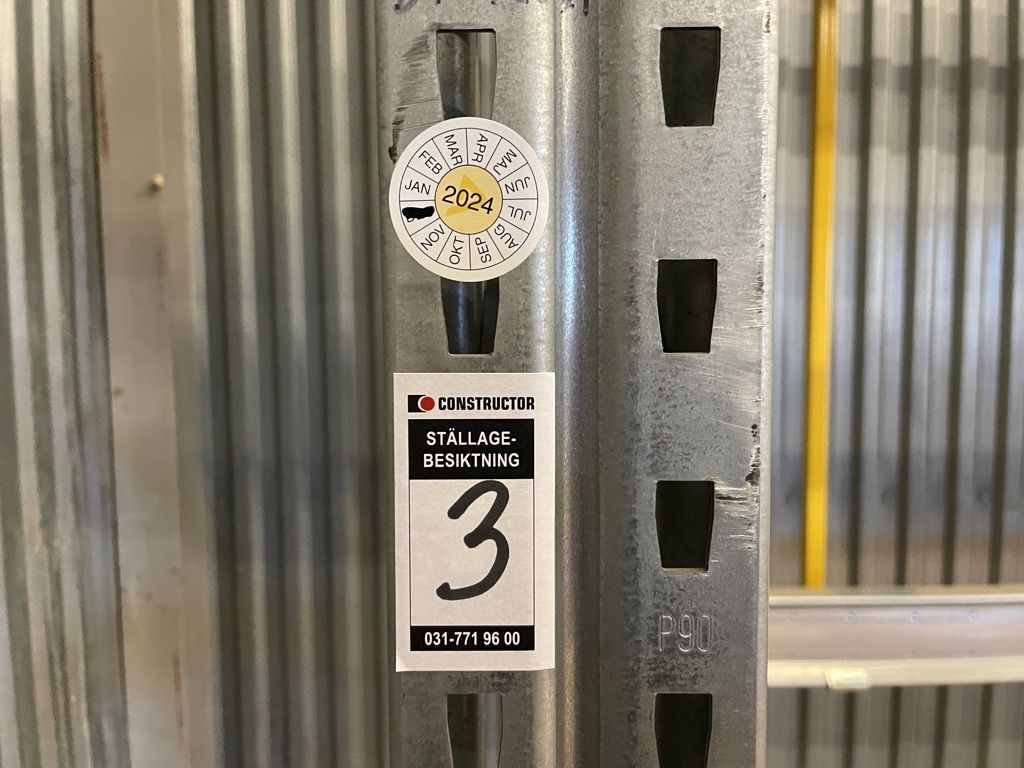 JAN
FEB
MAR
APR
MAJ
JUN
JUL
AUG
SEP
OKT
NOV
2024
CONSTRUCTOR
STÄLLAGE-
BESIKTNING
3
031-771 96 00
P90